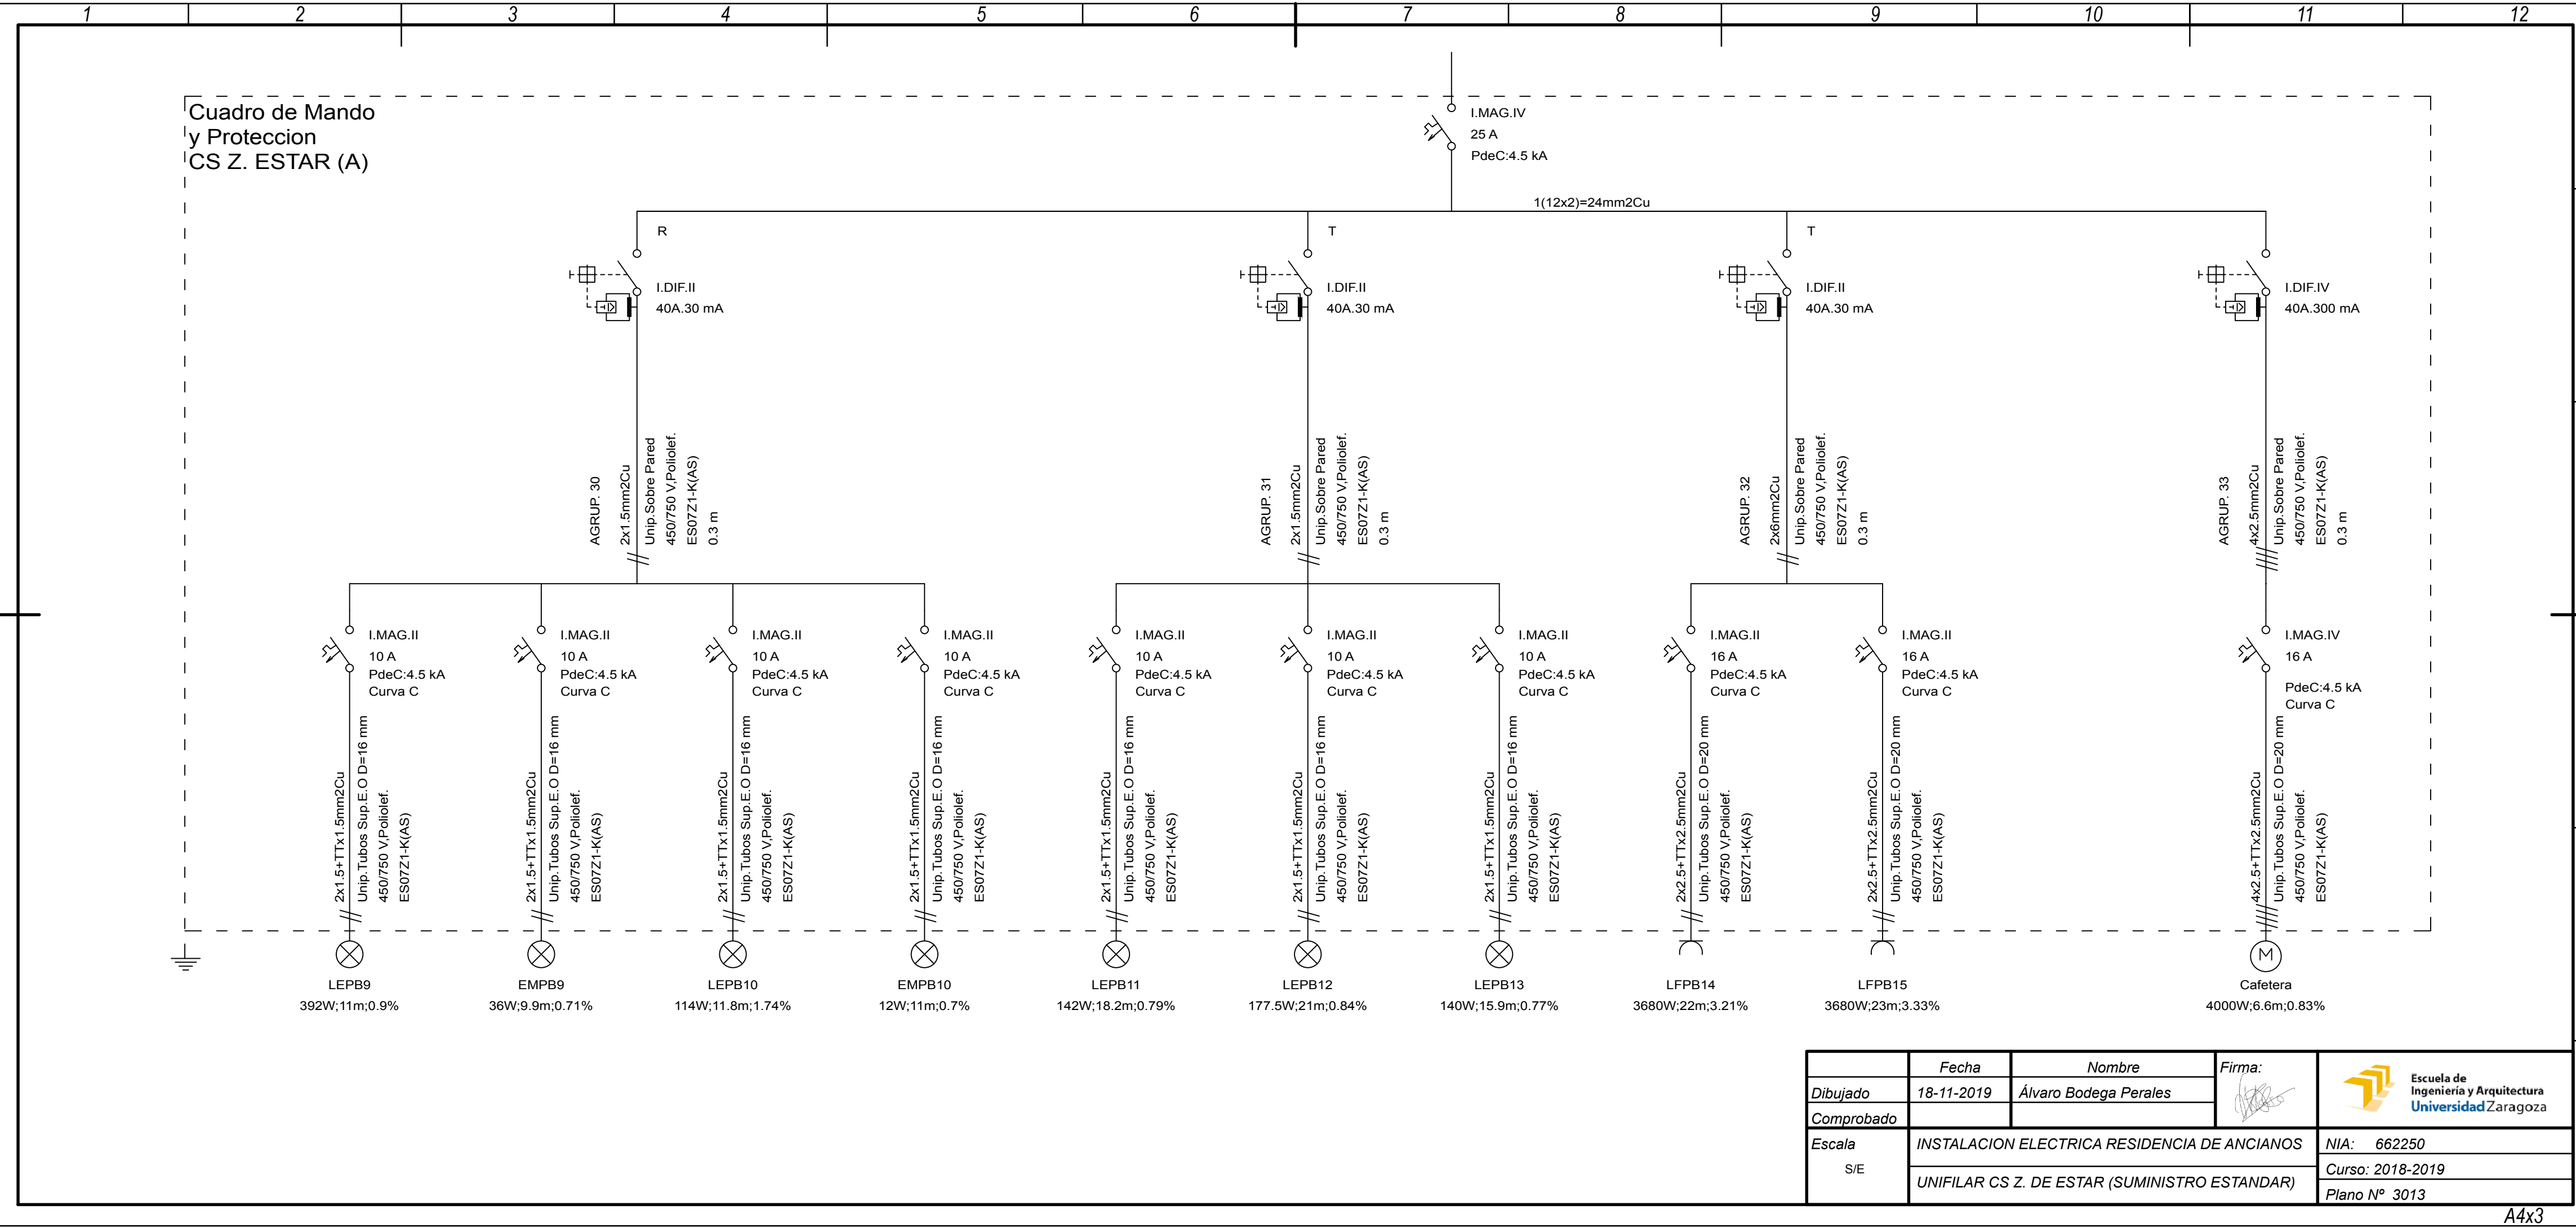 1 2 3 4 5 6 7 8 9 10 11 12
Cuadro de Mando
y Proteccion
CS Z. ESTAR (A)
I.MAG.IV
25 A
PdeC:4.5 kA
1(12x2)=24mm2Cu
R
I.DIF.II
40A.30 mA
T
I.DIF.II
40A.30 mA
T
I.DIF.II
40A.30 mA
I.DIF.IV
40A.300 mA
AGRUP. 30
2x1.5mm2Cu
Unip.Sobre Pared
450/750 V,Poliolef.
ES07Z1-K(AS)
0.3 m
AGRUP. 31
2x1.5mm2Cu
Unip.Sobre Pared
450/750 V,Poliolef.
ES07Z1-K(AS)
0.3 m
AGRUP. 32
2x6mm2Cu
Unip.Sobre Pared
450/750 V,Poliolef.
ES07Z1-K(AS)
0.3 m
AGRUP. 33
4x2.5mm2Cu
Unip.Sobre Pared
450/750 V,Poliolef.
ES07Z1-K(AS)
0.3 m
I.MAG.II
10 A
PdeC:4.5 kA
Curva C
I.MAG.II
10 A
PdeC:4.5 kA
Curva C
I.MAG.II
10 A
PdeC:4.5 kA
Curva C
I.MAG.II
10 A
PdeC:4.5 kA
Curva C
I.MAG.II
10 A
PdeC:4.5 kA
Curva C
I.MAG.II
10 A
PdeC:4.5 kA
Curva C
I.MAG.II
10 A
PdeC:4.5 kA
Curva C
I.MAG.II
16 A
PdeC:4.5 kA
Curva C
I.MAG.II
16 A
PdeC:4.5 kA
Curva C
I.MAG.IV
16 A
PdeC:4.5 kA
Curva C
2x1.5+TTx1.5mm2Cu
Unip.Tubos Sup.E.O D=16 mm
450/750 V,Poliolef.
ES07Z1-K(AS)
2x1.5+TTx1.5mm2Cu
Unip.Tubos Sup.E.O D=16 mm
450/750 V,Poliolef.
ES07Z1-K(AS)
2x1.5+TTx1.5mm2Cu
Unip.Tubos Sup.E.O D=16 mm
450/750 V,Poliolef.
ES07Z1-K(AS)
2x1.5+TTx1.5mm2Cu
Unip.Tubos Sup.E.O D=16 mm
450/750 V,Poliolef.
ES07Z1-K(AS)
2x1.5+TTx1.5mm2Cu
Unip.Tubos Sup.E.O D=16 mm
450/750 V,Poliolef.
ES07Z1-K(AS)
2x1.5+TTx1.5mm2Cu
Unip.Tubos Sup.E.O D=16 mm
450/750 V,Poliolef.
ES07Z1-K(AS)
2x1.5+TTx1.5mm2Cu
Unip.Tubos Sup.E.O D=16 mm
450/750 V,Poliolef.
ES07Z1-K(AS)
2x2.5+TTx2.5mm2Cu
Unip.Tubos Sup.E.O D=20 mm
450/750 V,Poliolef.
ES07Z1-K(AS)
2x2.5+TTx2.5mm2Cu
Unip.Tubos Sup.E.O D=20 mm
450/750 V,Poliolef.
ES07Z1-K(AS)
4x2.5+TTx2.5mm2Cu
Unip.Tubos Sup.E.O D=20 mm
450/750 V,Poliolef.
ES07Z1-K(AS)
M
LEPB9
392W;11m;0.9%
EMPB9
36W;9.9m;0.71%
LEPB10
114W;11.8m;1.74%
EMPB10
12W;11m;0.7%
LEPB11
142W;18.2m;0.79%
LEPB12
177.5W;21m;0.84%
LEPB13
140W;15.9m;0.77%
LFPB14
3680W;22m;3.21%
LFPB15
3680W;23m;3.33%
Cafetera
4000W;6.6m;0.83%
Fecha Nombre Firma:
Dibujado 18-11-2019 Álvaro Bodega Perales
Comprobado
Escuela de
Ingeniería y Arquitectura
Universidad Zaragoza
Escala
S/E
INSTALACION ELECTRICA RESIDENCIA DE ANCIANOS
UNIFILAR CS Z. DE ESTAR (SUMINISTRO ESTANDAR)
NIA: 662250
Curso: 2018-2019
Plano Nº 3013
A4x3